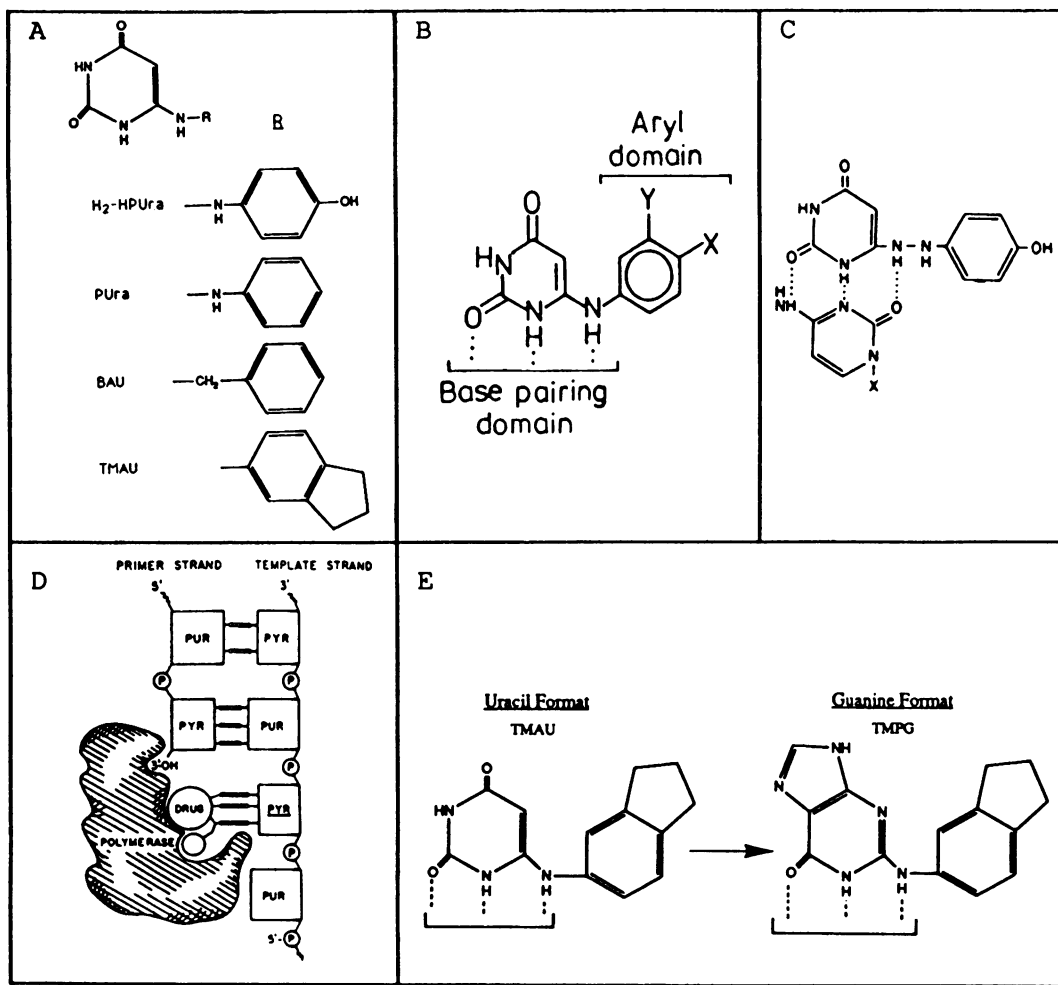 A
O
HN
O
N
H
N-R
H
R
H₂-HPUra
N
H
OH
PUra
N
H
BAU
CH₂
TMAU
B
Aryl
domain
Y
X
O
H
N
O
N
H
N
H
Base pairing
domain
C
O
HN
O
N
H
N-N
H H
OH
H
NH
N
O
N
X
D
PRIMER STRAND
TEMPLATE STRAND
5'
3'
PUR
PYR
P
P
PYR
PUR
3'-OH
P
DRUG
PYR
POLYMERASE
P
PUR
5'-P
E
Uracil Format
TMAU
O
HN
O
N
H
N
H
Guanine Format
TMPG
NH
N
N
O
N
H
N
H